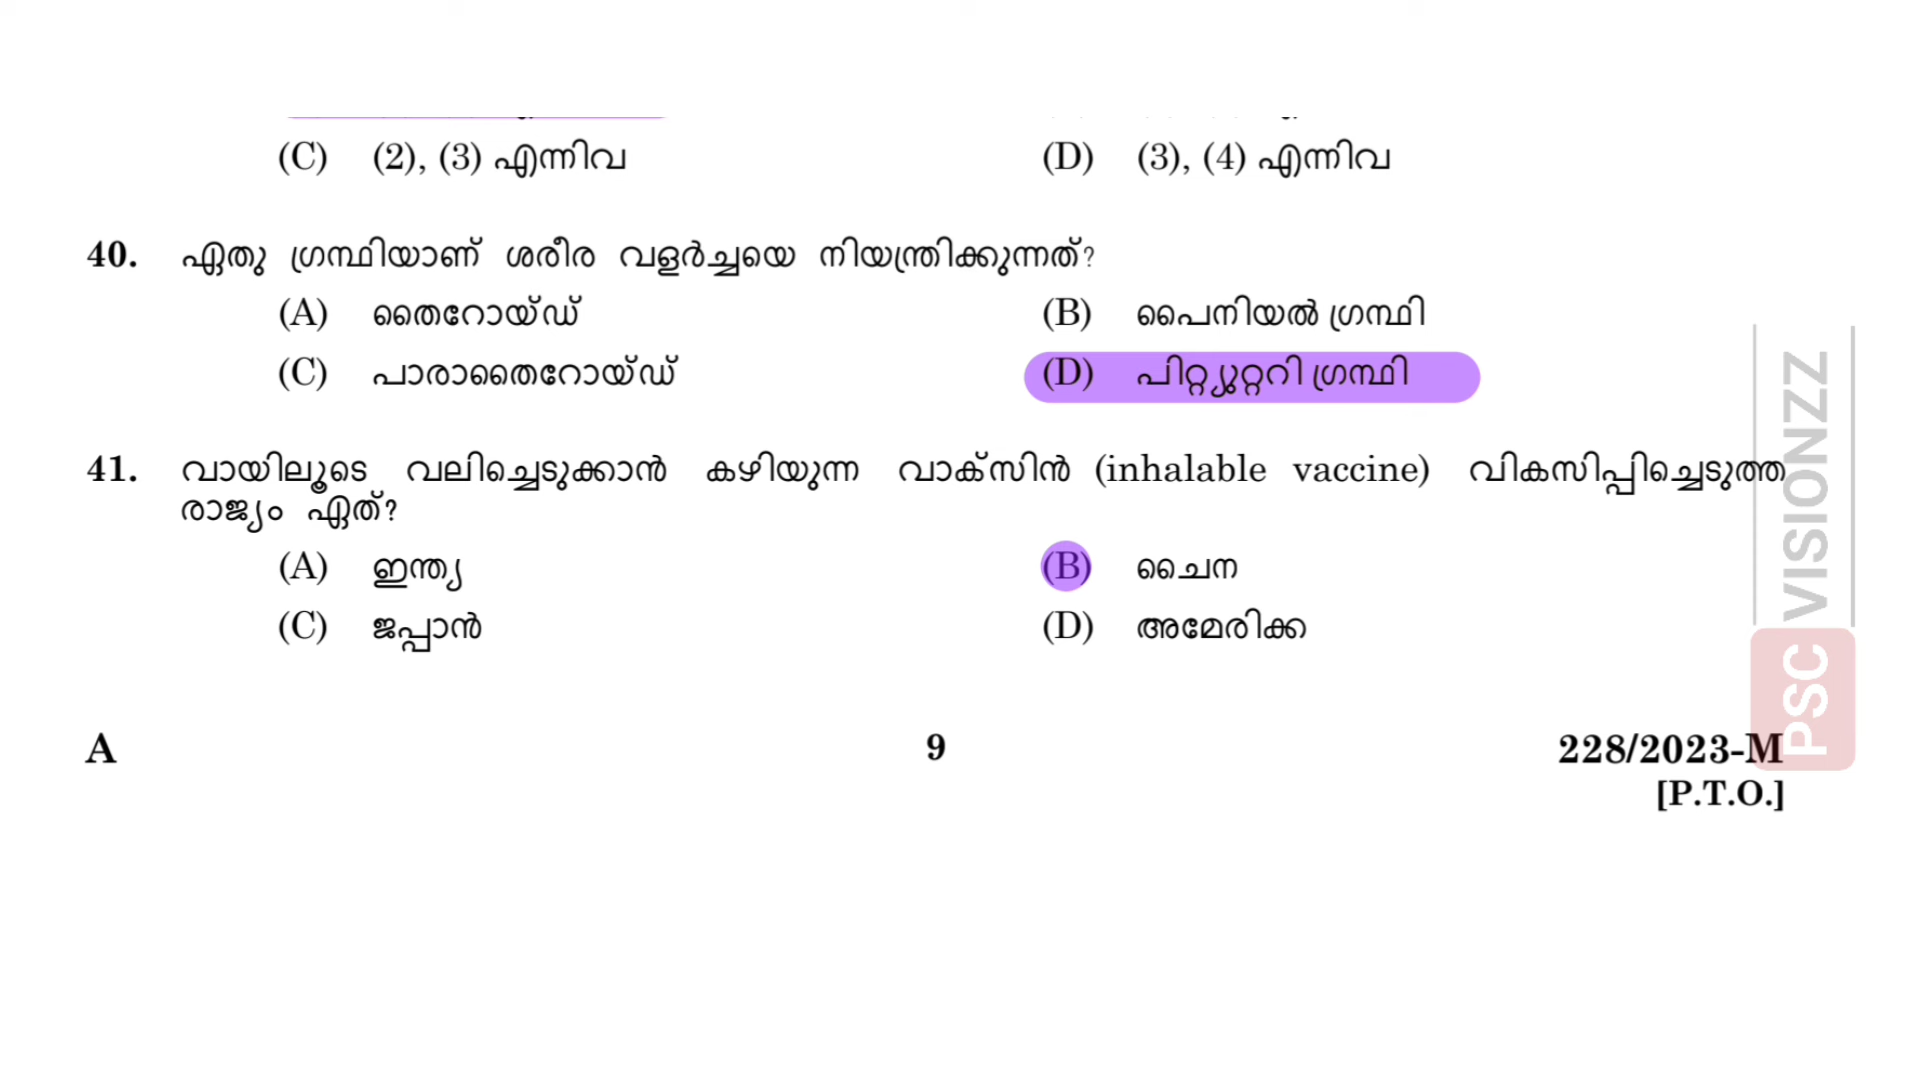 (C) (2), (3) എന്നിവ (D) (3), (4) എന്നിവ
40. ഏതു ഗ്രന്ഥിയാണ് ശരീര വളർച്ചയെ നിയന്ത്രിക്കുന്നത്?
(A) തൈറോയ്ഡ് (B) പൈനിയൽ ഗ്രന്ഥി
(C) പാരാതൈറോയ്ഡ് (D) പിറ്റ്യുറ്ററി ഗ്രന്ഥി
41. വായിലൂടെ വലിച്ചെടുക്കാൻ കഴിയുന്ന വാക്സിൻ (inhalable vaccine) വികസിപ്പിച്ചെടുത്ത
രാജ്യം ഏത്?
(A) ഇന്ത്യ (B) ചൈന
(C) ജപ്പാൻ (D) അമേരിക്ക
A 9 228/2023-M
[P.T.O.]
PSC VISIONZZ